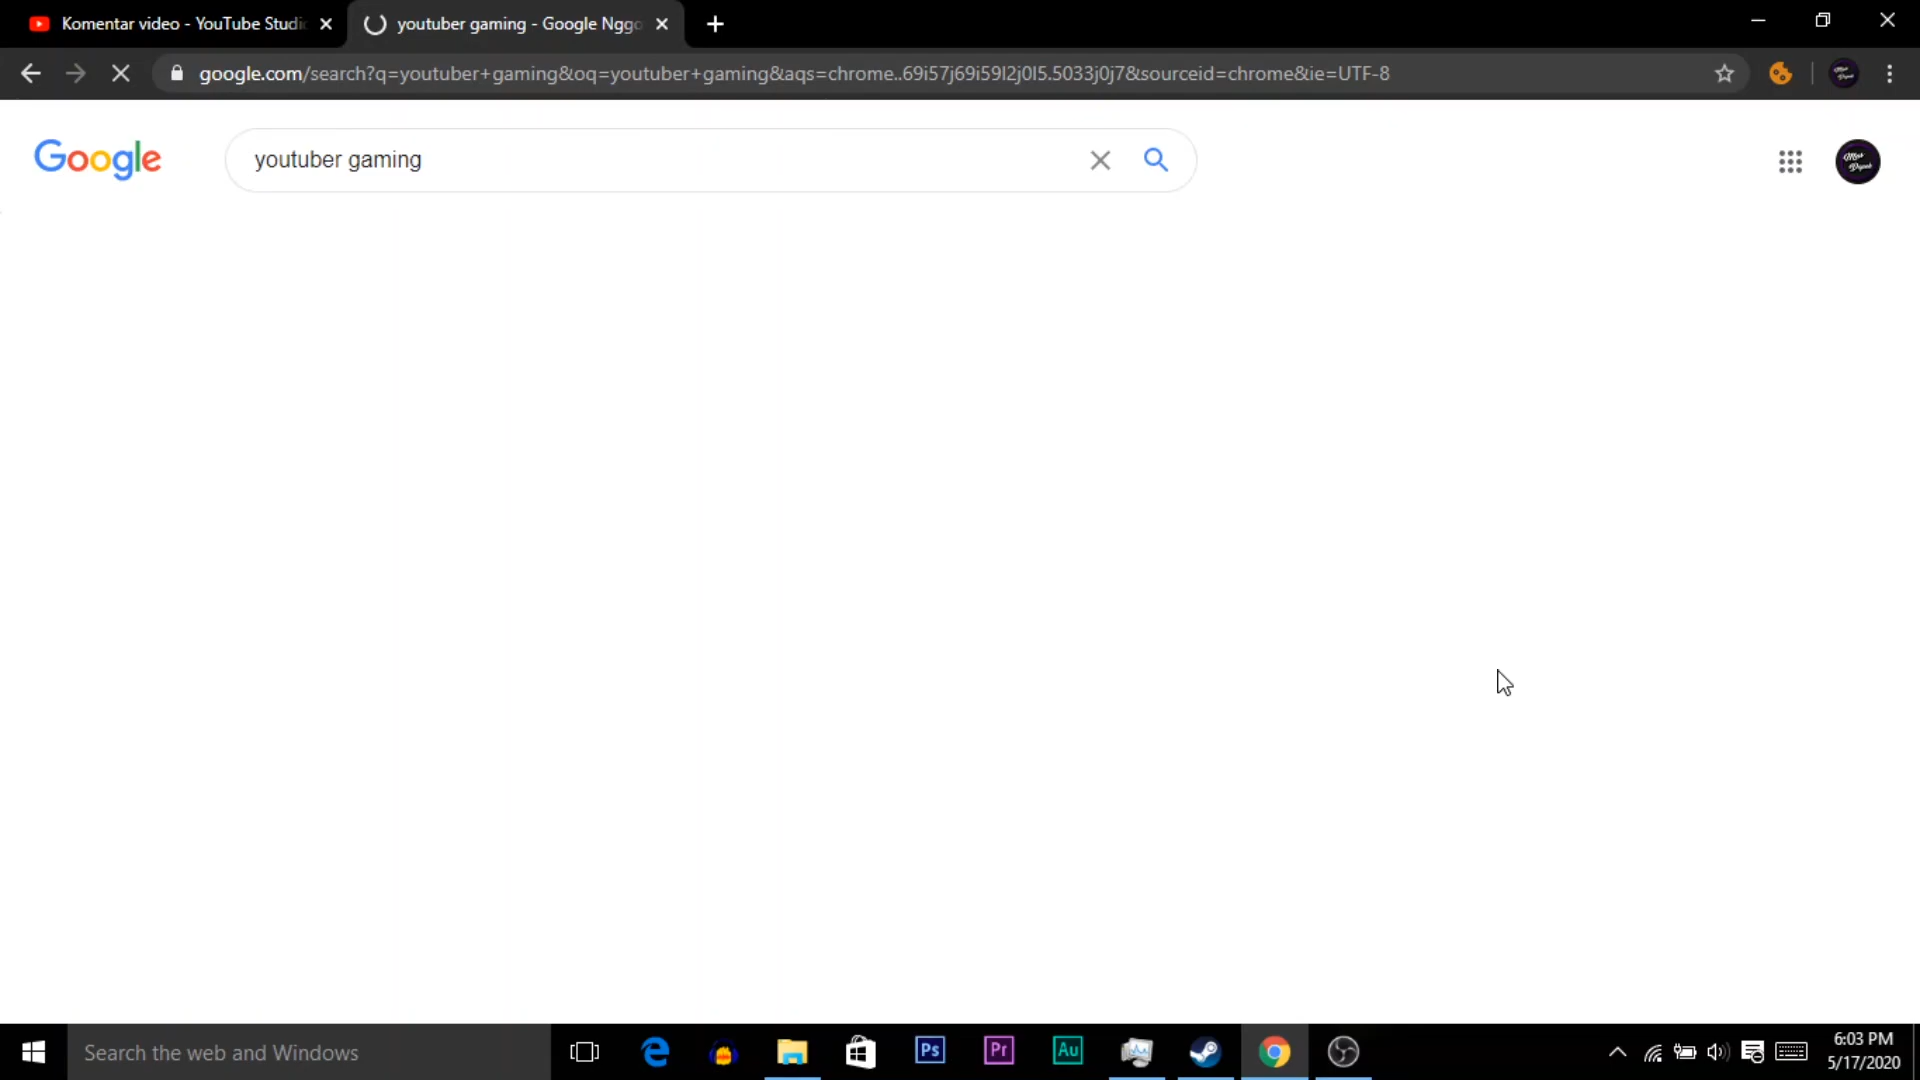 Komentar video - YouTube Studi
youtuber gaming - Google Nggo
google.com/search?q=youtuber+gaming&oq=youtuber+gaming&aqs=chrome..69i57j69i59l2j0l5.5033j0j7&sourceid=chrome&ie=UTF-8
Google
youtuber gaming
Search the web and Windows
Ps
Pr
Au
6:03 PM
5/17/2020